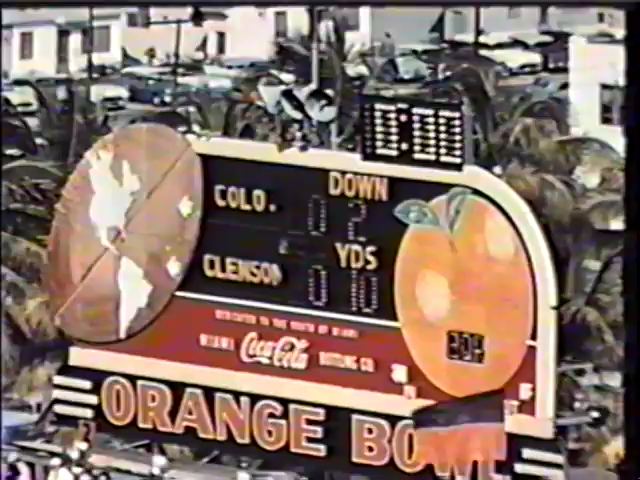 COLO. 0
DOWN 2
CLEMSON 0
YDS 10
DEDICATED TO THE YOUTH OF MIAMI
MIAMI Coca-Cola BOTTLING CO.
ORANGE BOWL